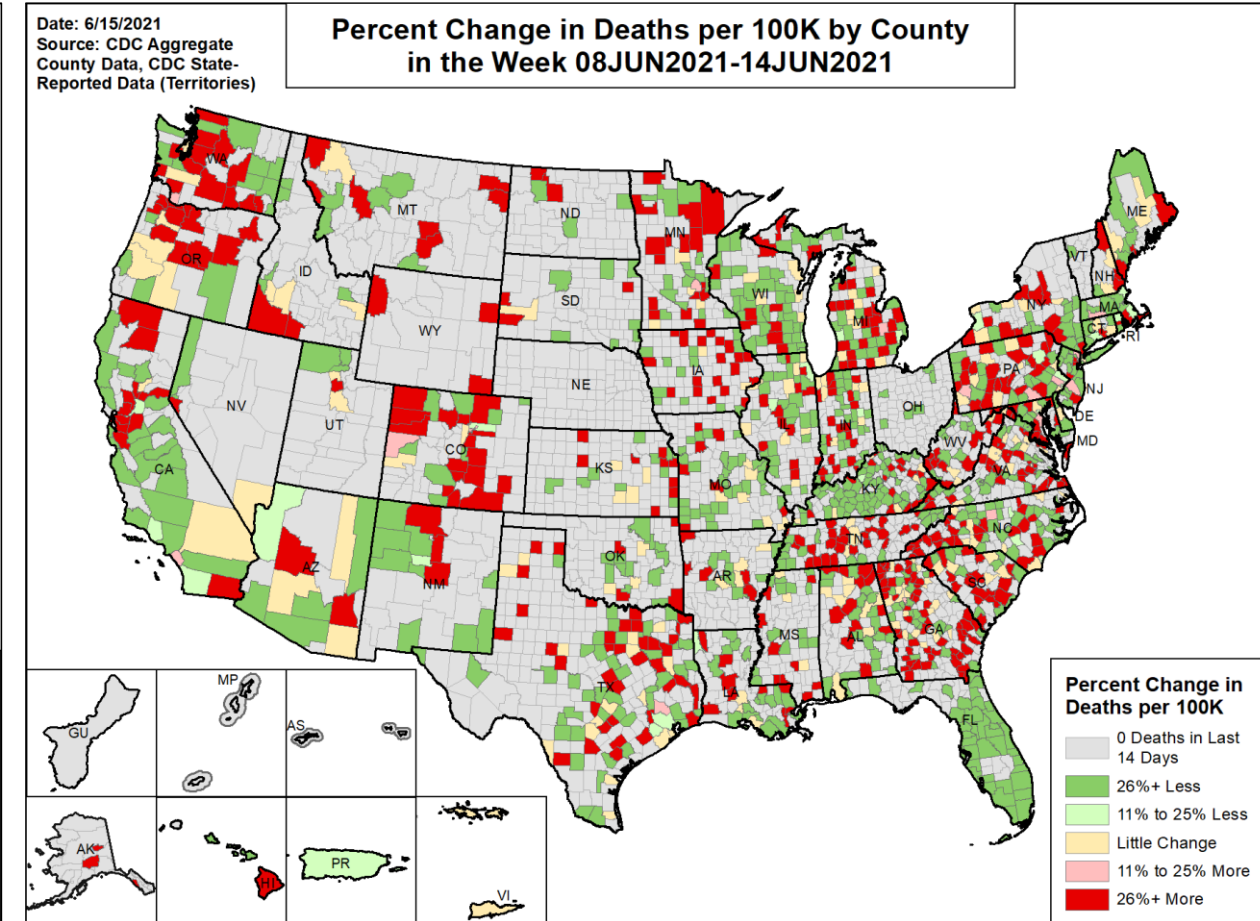 Date: 6/15/2021
Source: CDC Aggregate
County Data, CDC State-
Reported Data (Territories)
Percent Change in Deaths per 100K by County
in the Week 08JUN2021-14JUN2021
WA
MT
ND
MN
ME
OR
ID
SD
WI
MI
VT
NH
NY
MA
CT
RI
WY
IA
PA
NJ
NV
UT
NE
IL
IN
OH
DE
MD
CA
CO
KS
MO
WV
VA
KY
AZ
NM
OK
AR
TN
NC
SC
TX
LA
MS
AL
GA
FL
GU
MP
AS
AK
HI
PR
VI
Percent Change in
Deaths per 100K
0 Deaths in Last
14 Days
26%+ Less
11% to 25% Less
Little Change
11% to 25% More
26%+ More